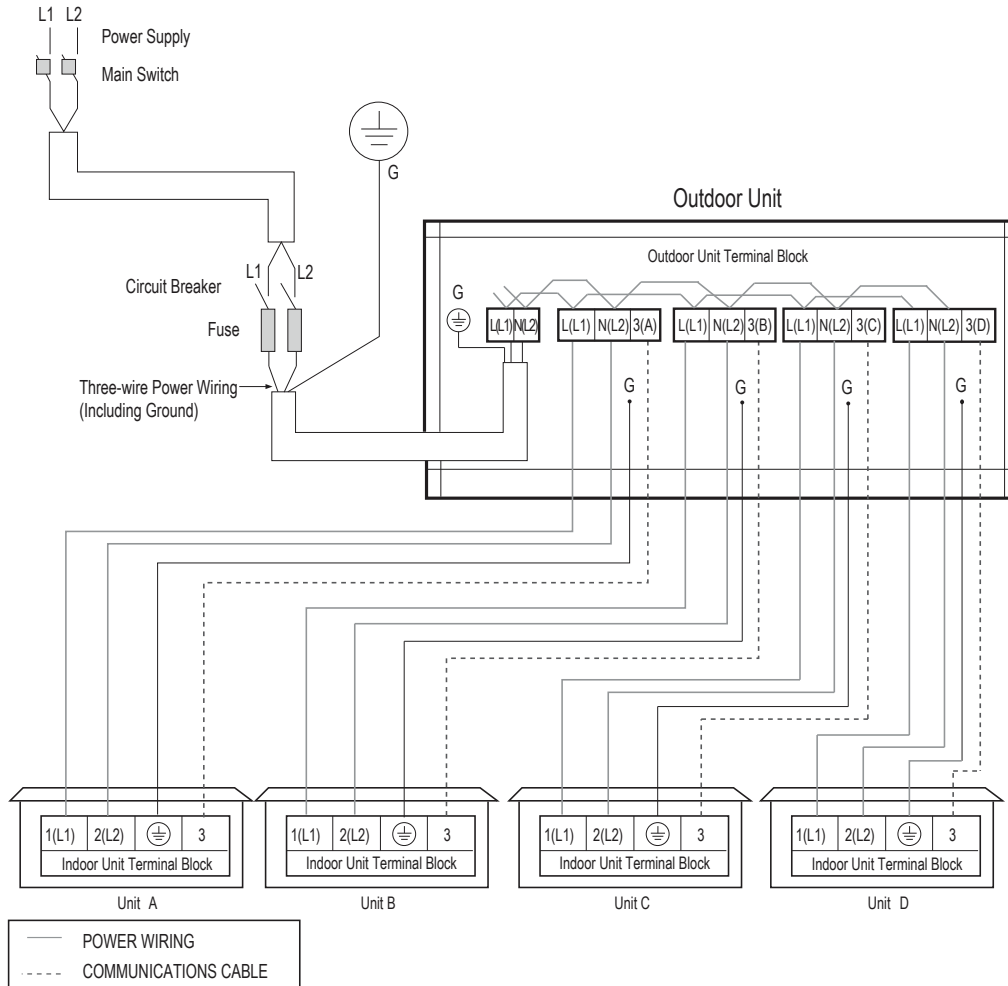 L1 L2
Power Supply
Main Switch
G
Outdoor Unit
Outdoor Unit Terminal Block
L1 L2
Circuit Breaker
Fuse
Three-wire Power Wiring
(Including Ground)
G
L(L1) N(L2) L(L1) N(L2) 3(A) L(L1) N(L2) 3(B) L(L1) N(L2) 3(C) L(L1) N(L2) 3(D)
G G G G
1(L1) 2(L2) 3
Indoor Unit Terminal Block
Unit A
1(L1) 2(L2) 3
Indoor Unit Terminal Block
Unit B
1(L1) 2(L2) 3
Indoor Unit Terminal Block
Unit C
1(L1) 2(L2) 3
Indoor Unit Terminal Block
Unit D
POWER WIRING
COMMUNICATIONS CABLE